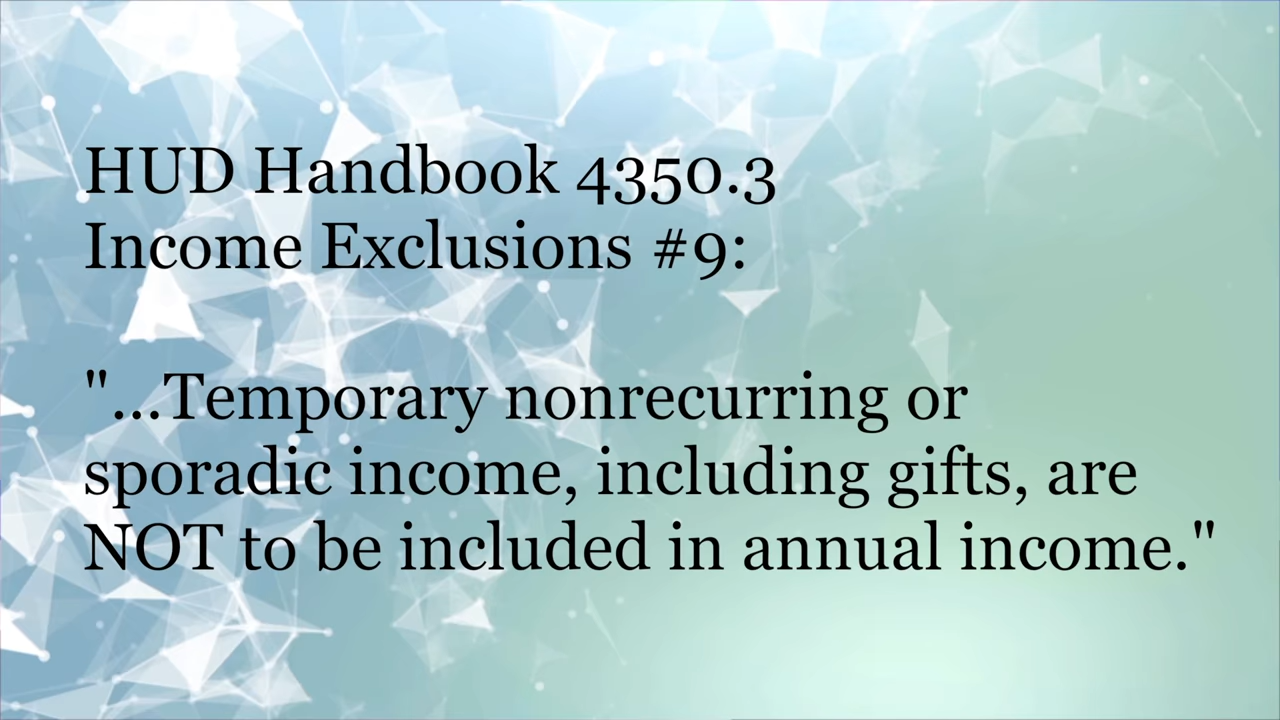 HUD Handbook 4350.3
Income Exclusions #9:
"...Temporary nonrecurring or
sporadic income, including gifts, are
NOT to be included in annual income."